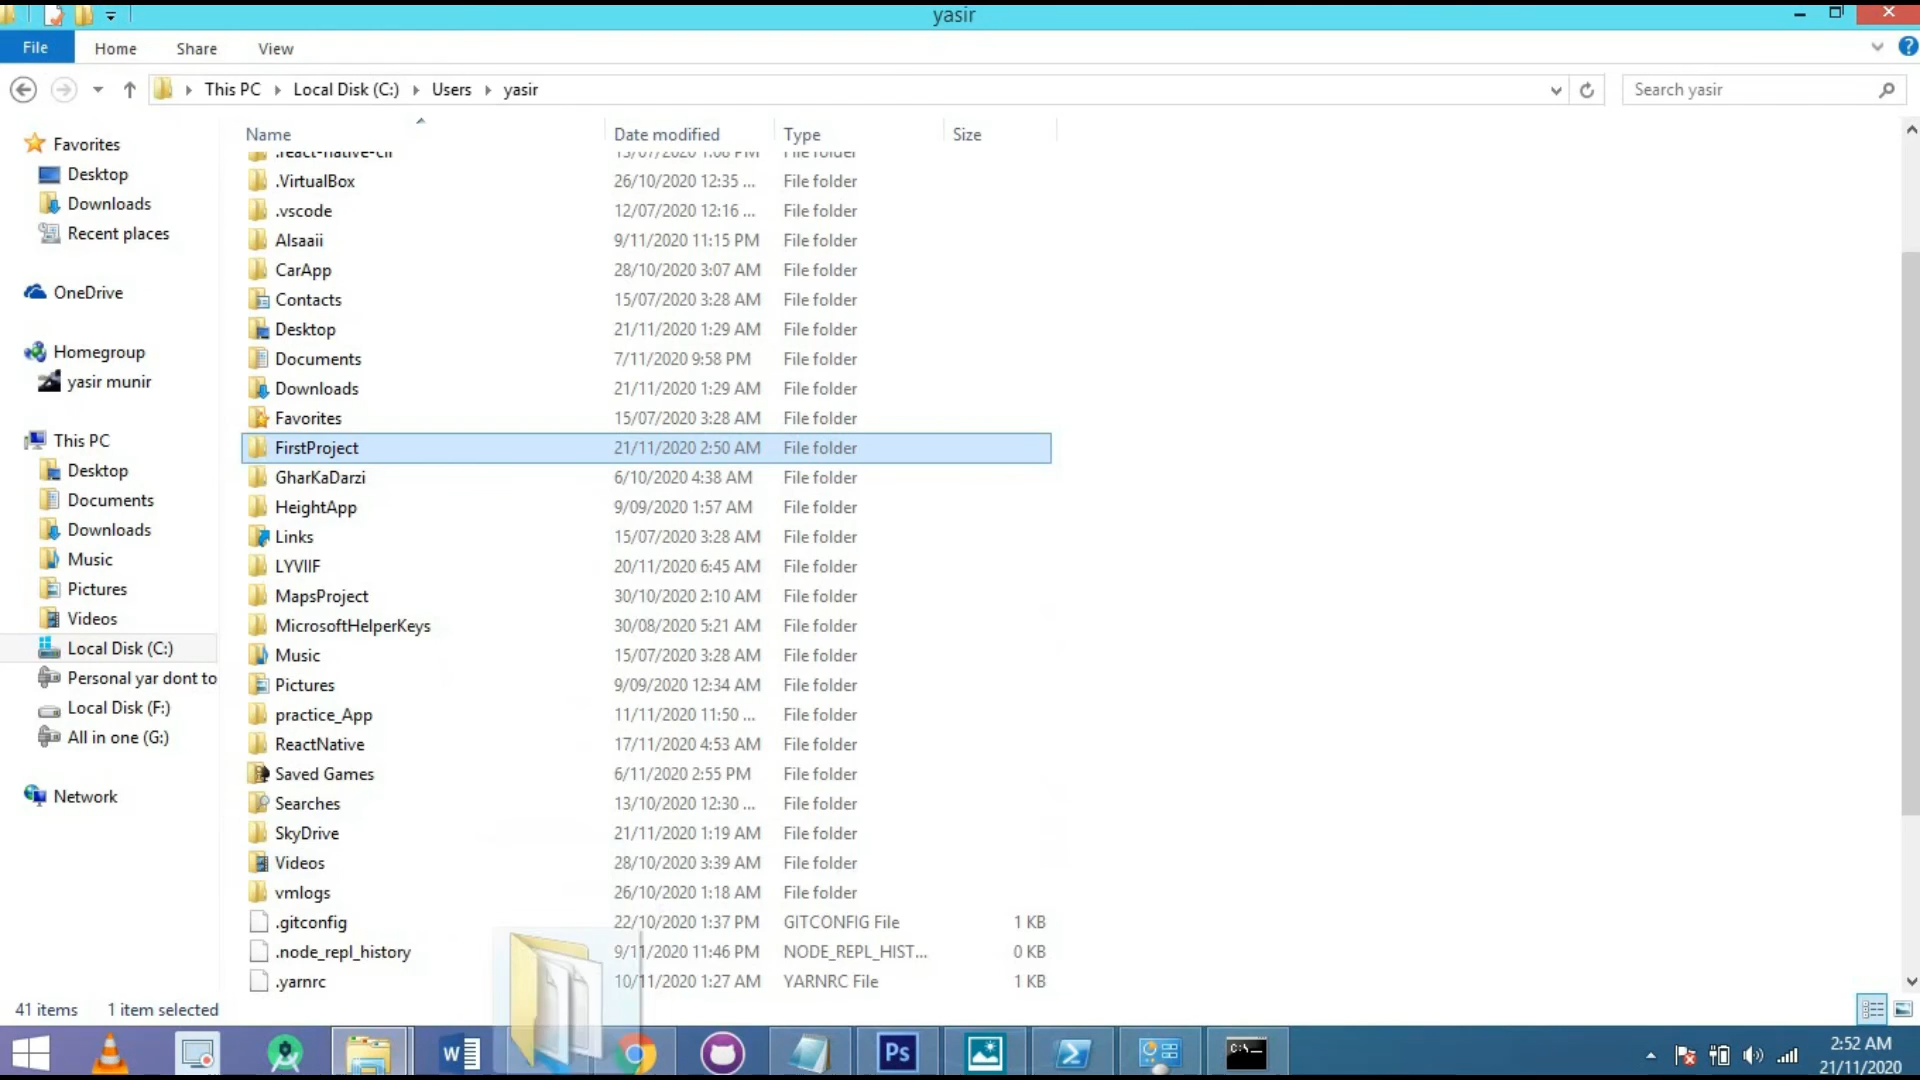 yasir
File Home Share View
This PC Local Disk (C:) Users yasir Search yasir
Name Date modified Type Size
Favorites
Desktop
Downloads
Recent places
OneDrive
Homegroup
yasir munir
This PC
Desktop
Documents
Downloads
Music
Pictures
Videos
Local Disk (C:)
Personal yar dont to
Local Disk (F:)
All in one (G:)
Network
.react-native-cli 13/07/2020 1:08 PM File folder
.VirtualBox 26/10/2020 12:35 ... File folder
.vscode 12/07/2020 12:16 ... File folder
Alsaaii 9/11/2020 11:15 PM File folder
CarApp 28/10/2020 3:07 AM File folder
Contacts 15/07/2020 3:28 AM File folder
Desktop 21/11/2020 1:29 AM File folder
Documents 7/11/2020 9:58 PM File folder
Downloads 21/11/2020 1:29 AM File folder
Favorites 15/07/2020 3:28 AM File folder
FirstProject 21/11/2020 2:50 AM File folder
GharKaDarzi 6/10/2020 4:38 AM File folder
HeightApp 9/09/2020 1:57 AM File folder
Links 15/07/2020 3:28 AM File folder
LYVIIF 20/11/2020 6:45 AM File folder
MapsProject 30/10/2020 2:10 AM File folder
MicrosoftHelperKeys 30/08/2020 5:21 AM File folder
Music 15/07/2020 3:28 AM File folder
Pictures 9/09/2020 12:34 AM File folder
practice_App 11/11/2020 11:50 ... File folder
ReactNative 17/11/2020 4:53 AM File folder
Saved Games 6/11/2020 2:55 PM File folder
Searches 13/10/2020 12:30 ... File folder
SkyDrive 21/11/2020 1:19 AM File folder
Videos 28/10/2020 3:39 AM File folder
vmlogs 26/10/2020 1:18 AM File folder
.gitconfig 22/10/2020 1:37 PM GITCONFIG File 1 KB
.node_repl_history 9/11/2020 11:46 PM NODE_REPL_HIST... 0 KB
.yarnrc 10/11/2020 1:27 AM YARNRC File 1 KB
41 items 1 item selected
W Ps C:\_
2:52 AM
21/11/2020